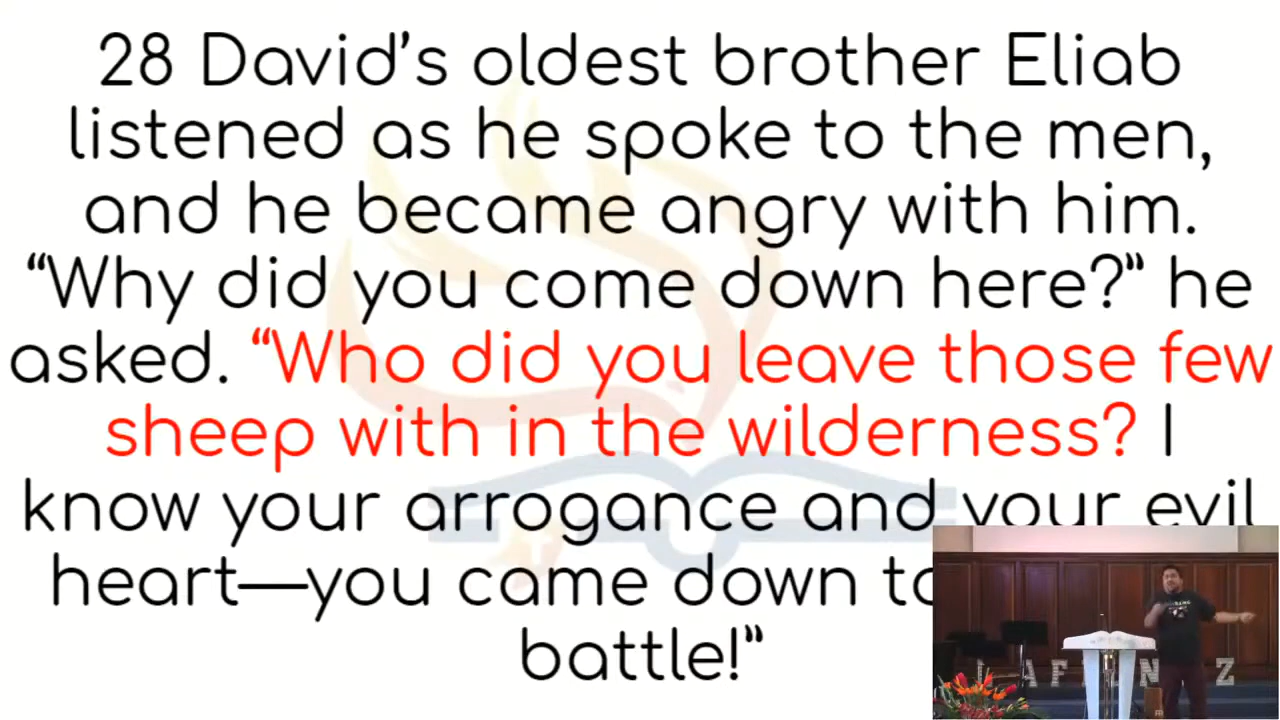 28 David’s oldest brother Eliab
listened as he spoke to the men,
and he became angry with him.
“Why did you come down here?” he
asked. “Who did you leave those few
sheep with in the wilderness? I
know your arrogance and your evil
heart—you came down
battle!”